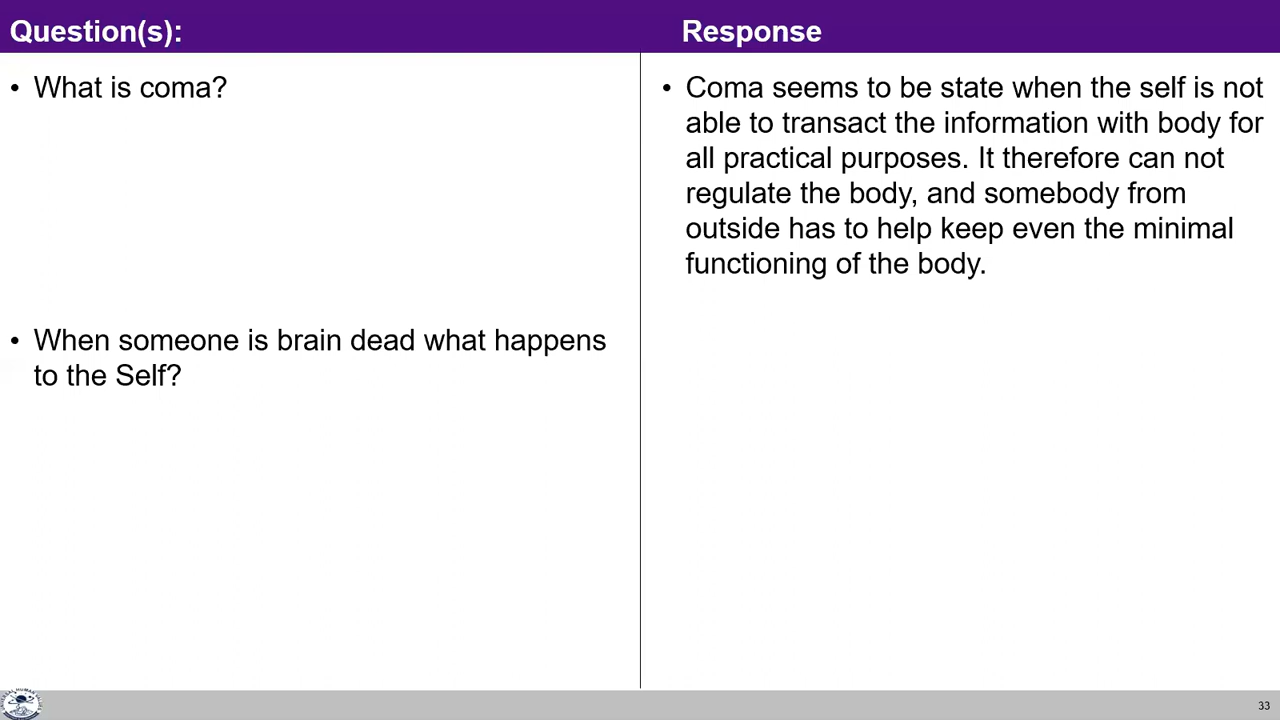 Question(s):
Response
• What is coma?
• Coma seems to be state when the self is not
able to transact the information with body for
all practical purposes. It therefore can not
regulate the body, and somebody from
outside has to help keep even the minimal
functioning of the body.
• When someone is brain dead what happens
to the Self?
33